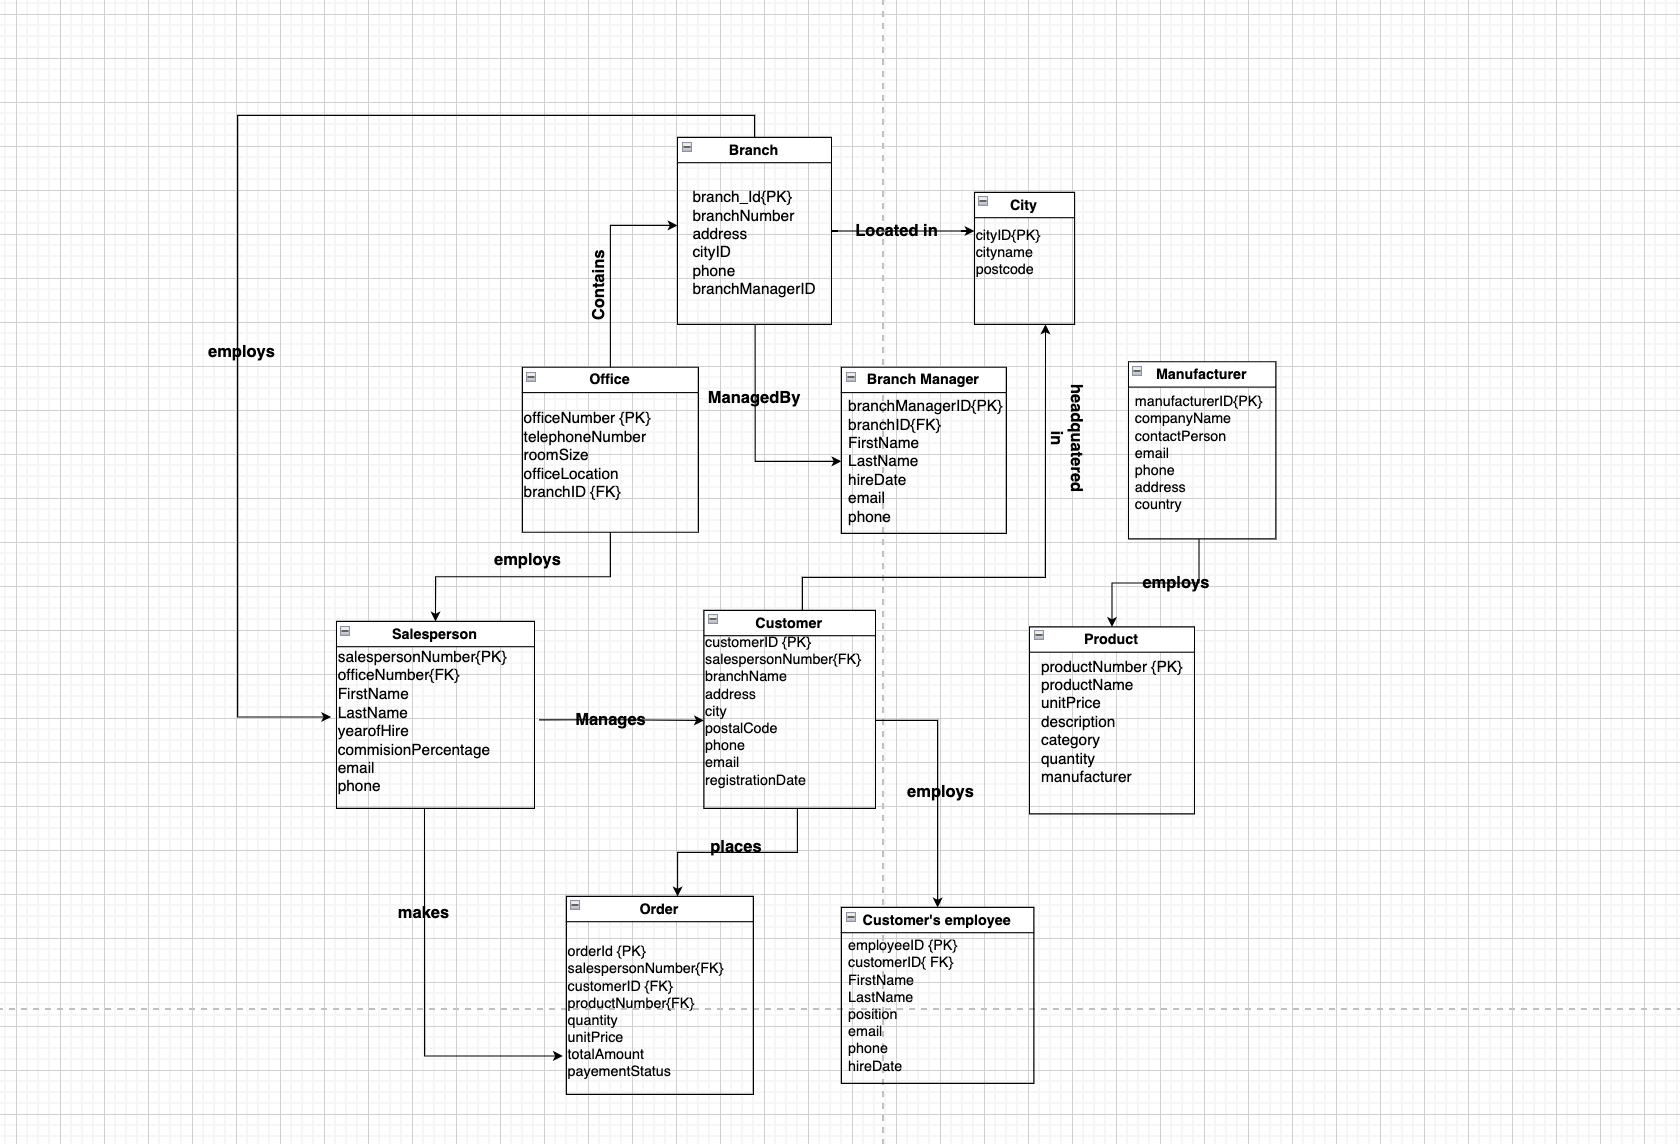 Branch
branch_Id{PK}
branchNumber
address
cityID
phone
branchManagerID
Located in
City
cityID{PK}
cityname
postcode
Contains
employs
Office
officeNumber {PK}
telephoneNumber
roomSize
officeLocation
branchID {FK}
ManagedBy
Branch Manager
branchManagerID{PK}
branchID{FK}
FirstName
LastName
hireDate
email
phone
headquatered
in
Manufacturer
manufacturerID{PK}
companyName
contactPerson
email
phone
address
country
employs
employs
Salesperson
salespersonNumber{PK}
officeNumber{FK}
FirstName
LastName
yearofHire
commisionPercentage
email
phone
Manages
Customer
customerID {PK}
salespersonNumber{FK}
branchName
address
city
postalCode
phone
email
registrationDate
Product
productNumber {PK}
productName
unitPrice
description
category
quantity
manufacturer
employs
places
makes
Order
orderId {PK}
salespersonNumber{FK}
customerID {FK}
productNumber{FK}
quantity
unitPrice
totalAmount
payementStatus
Customer's employee
employeeID {PK}
customerID{ FK}
FirstName
LastName
position
email
phone
hireDate